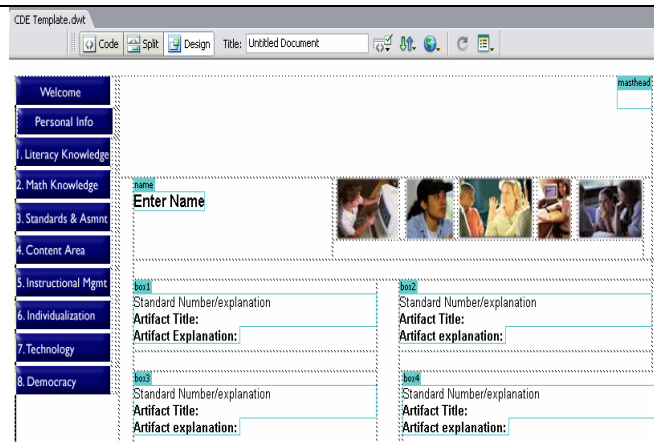 CDE Template.dwt
Code Split Design Title: Untitled Document
Welcome
Personal Info
1. Literacy Knowledge
2. Math Knowledge
3. Standards & Asmnt
4. Content Area
5. Instructional Mgmt
6. Individualization
7. Technology
8. Democracy
masthead
name
Enter Name
box1
Standard Number/explanation
Artifact Title:
Artifact Explanation:
box2
Standard Number/explanation
Artifact Title:
Artifact explanation:
box3
Standard Number/explanation
Artifact Title:
Artifact explanation:
box4
Standard Number/explanation
Artifact Title:
Artifact explanation: